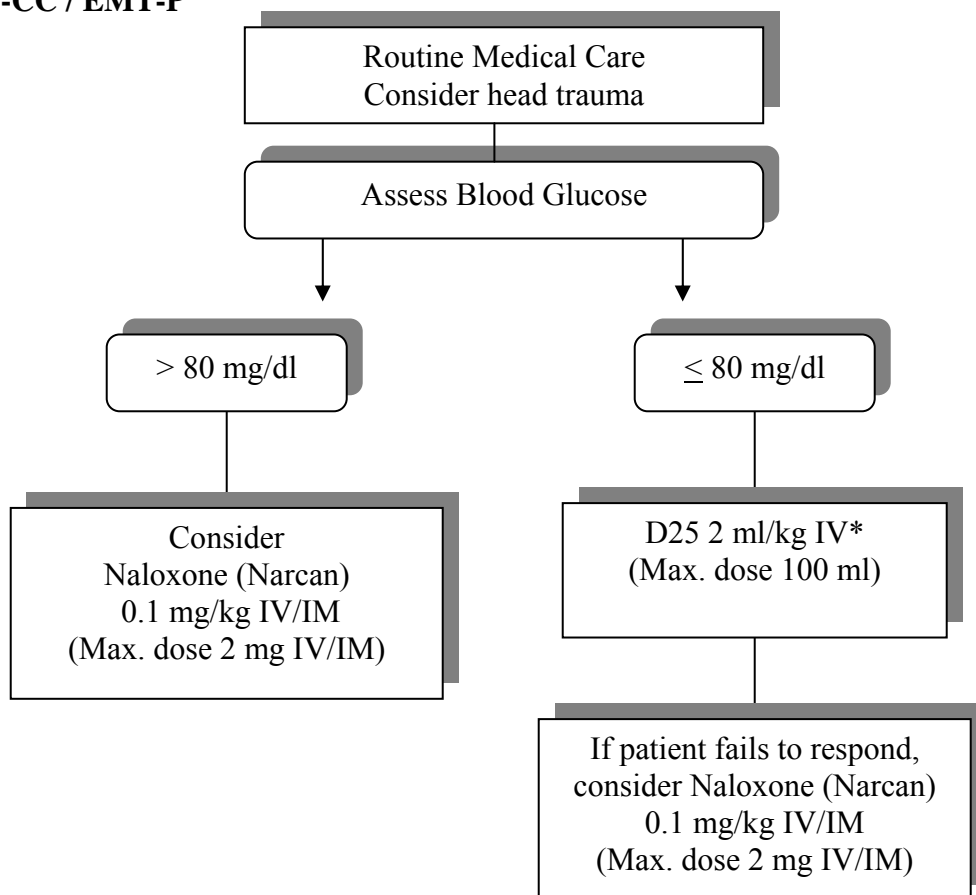 -CC / EMT-P
Routine Medical Care
Consider head trauma
Assess Blood Glucose
> 80 mg/dl
≤ 80 mg/dl
Consider
Naloxone (Narcan)
0.1 mg/kg IV/IM
(Max. dose 2 mg IV/IM)
D25 2 ml/kg IV*
(Max. dose 100 ml)
If patient fails to respond,
consider Naloxone (Narcan)
0.1 mg/kg IV/IM
(Max. dose 2 mg IV/IM)